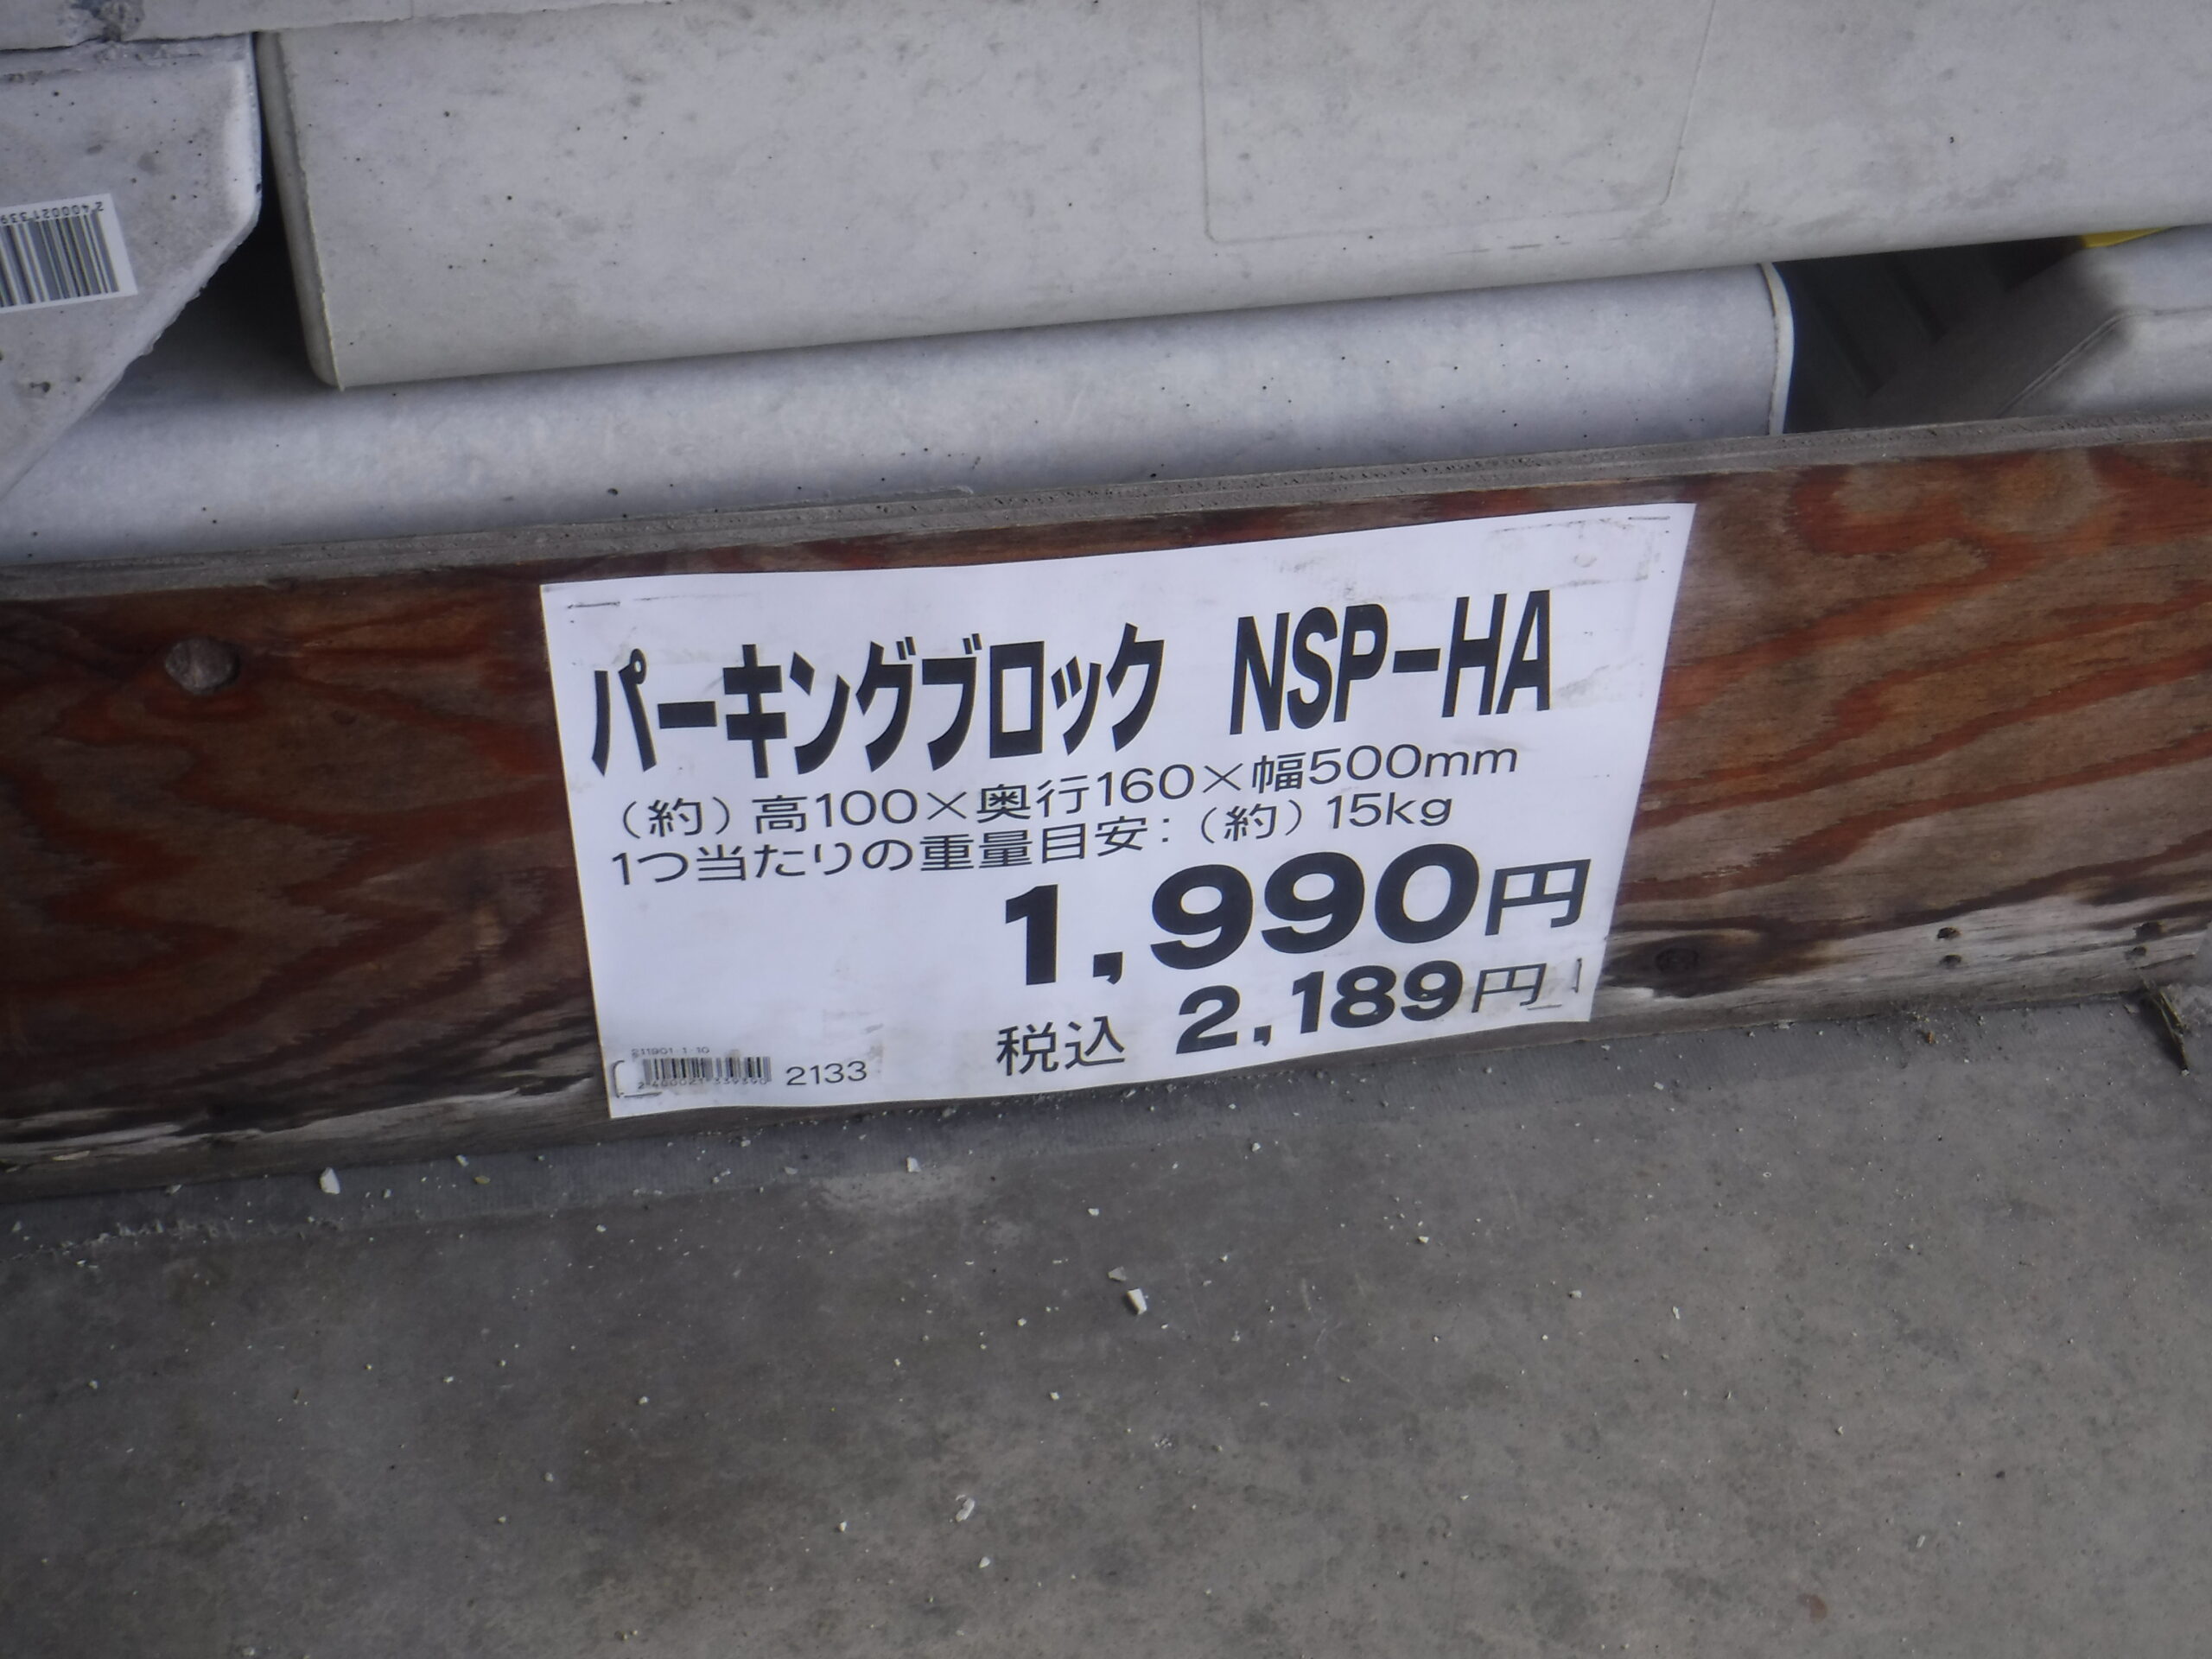 パーキングブロック NSP-HA
(約)高100×奥行160×幅500mm
1つ当たりの重量目安:(約)15kg
1,990円
税込 2,189円
2133